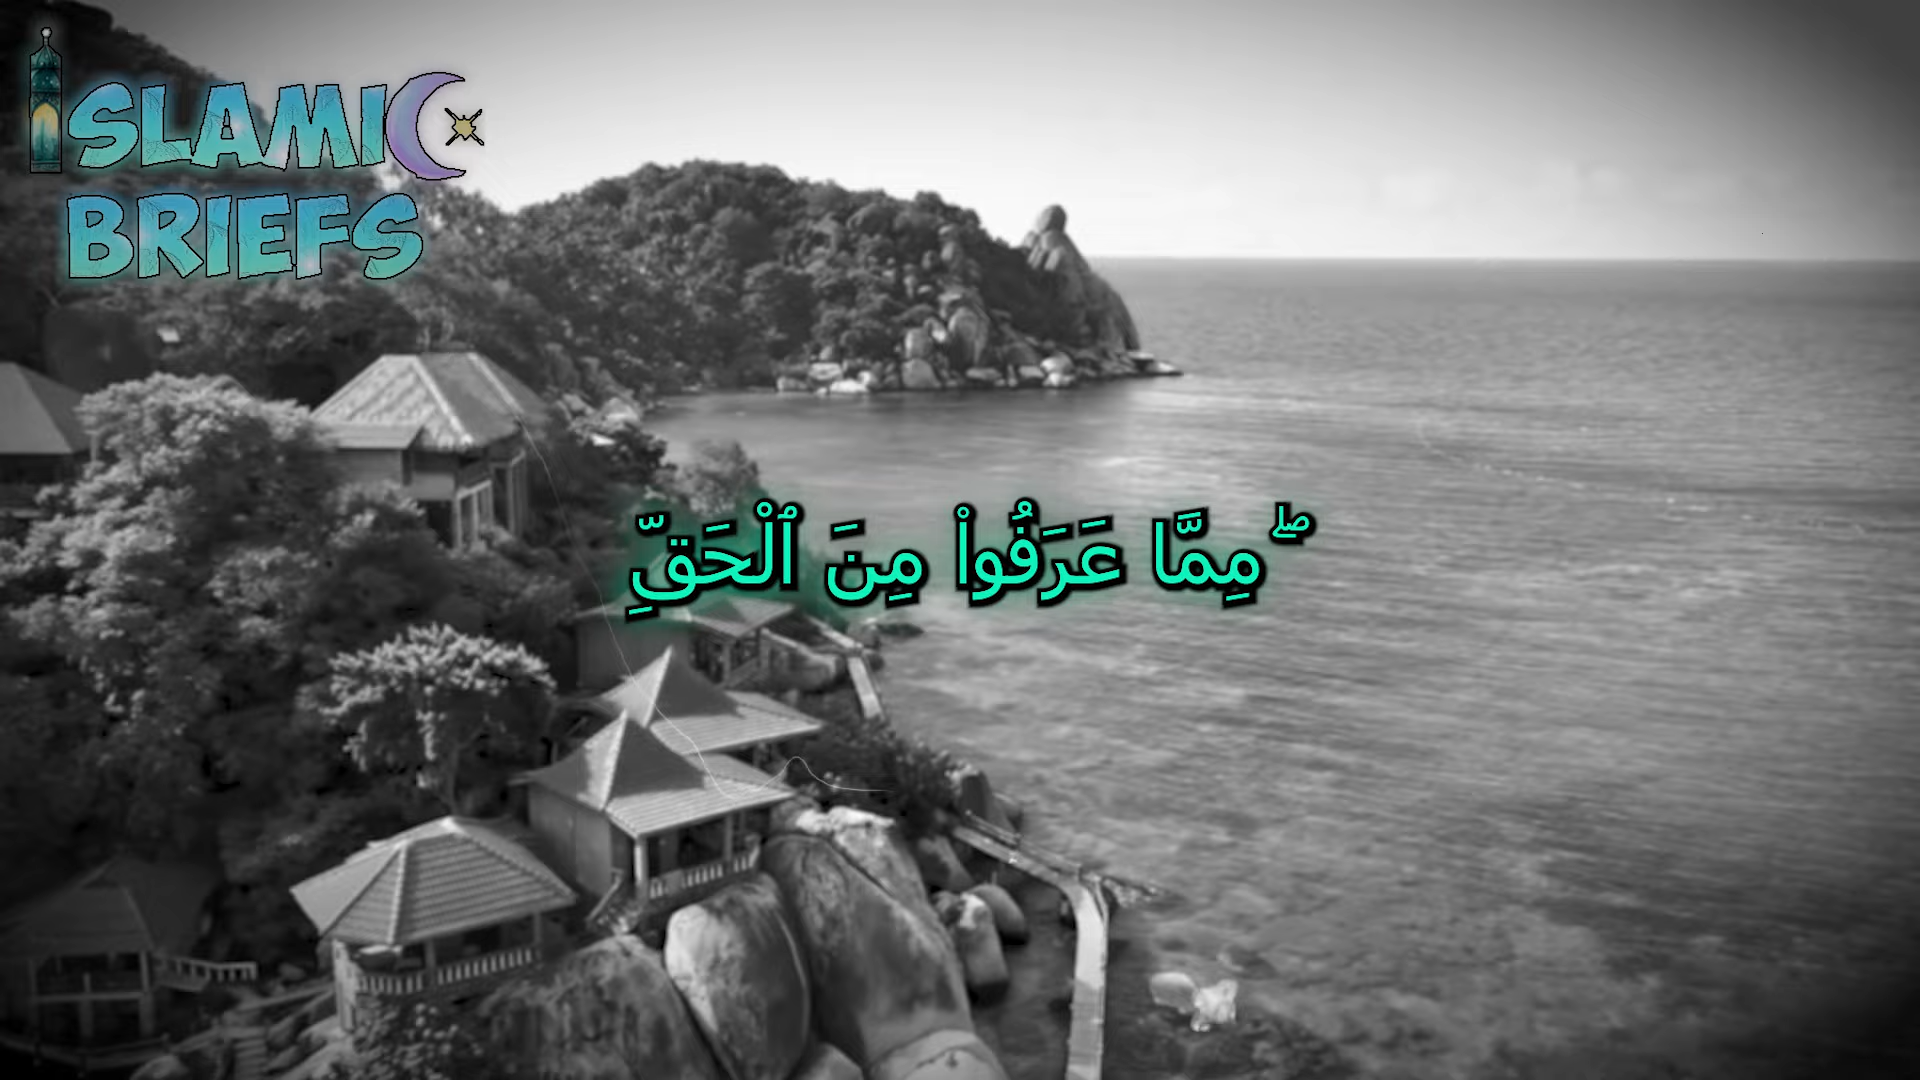 ISLAMIC
BRIEFS
ۖ مِمَّا عَرَفُوا۟ مِنَ ٱلْحَقِّ